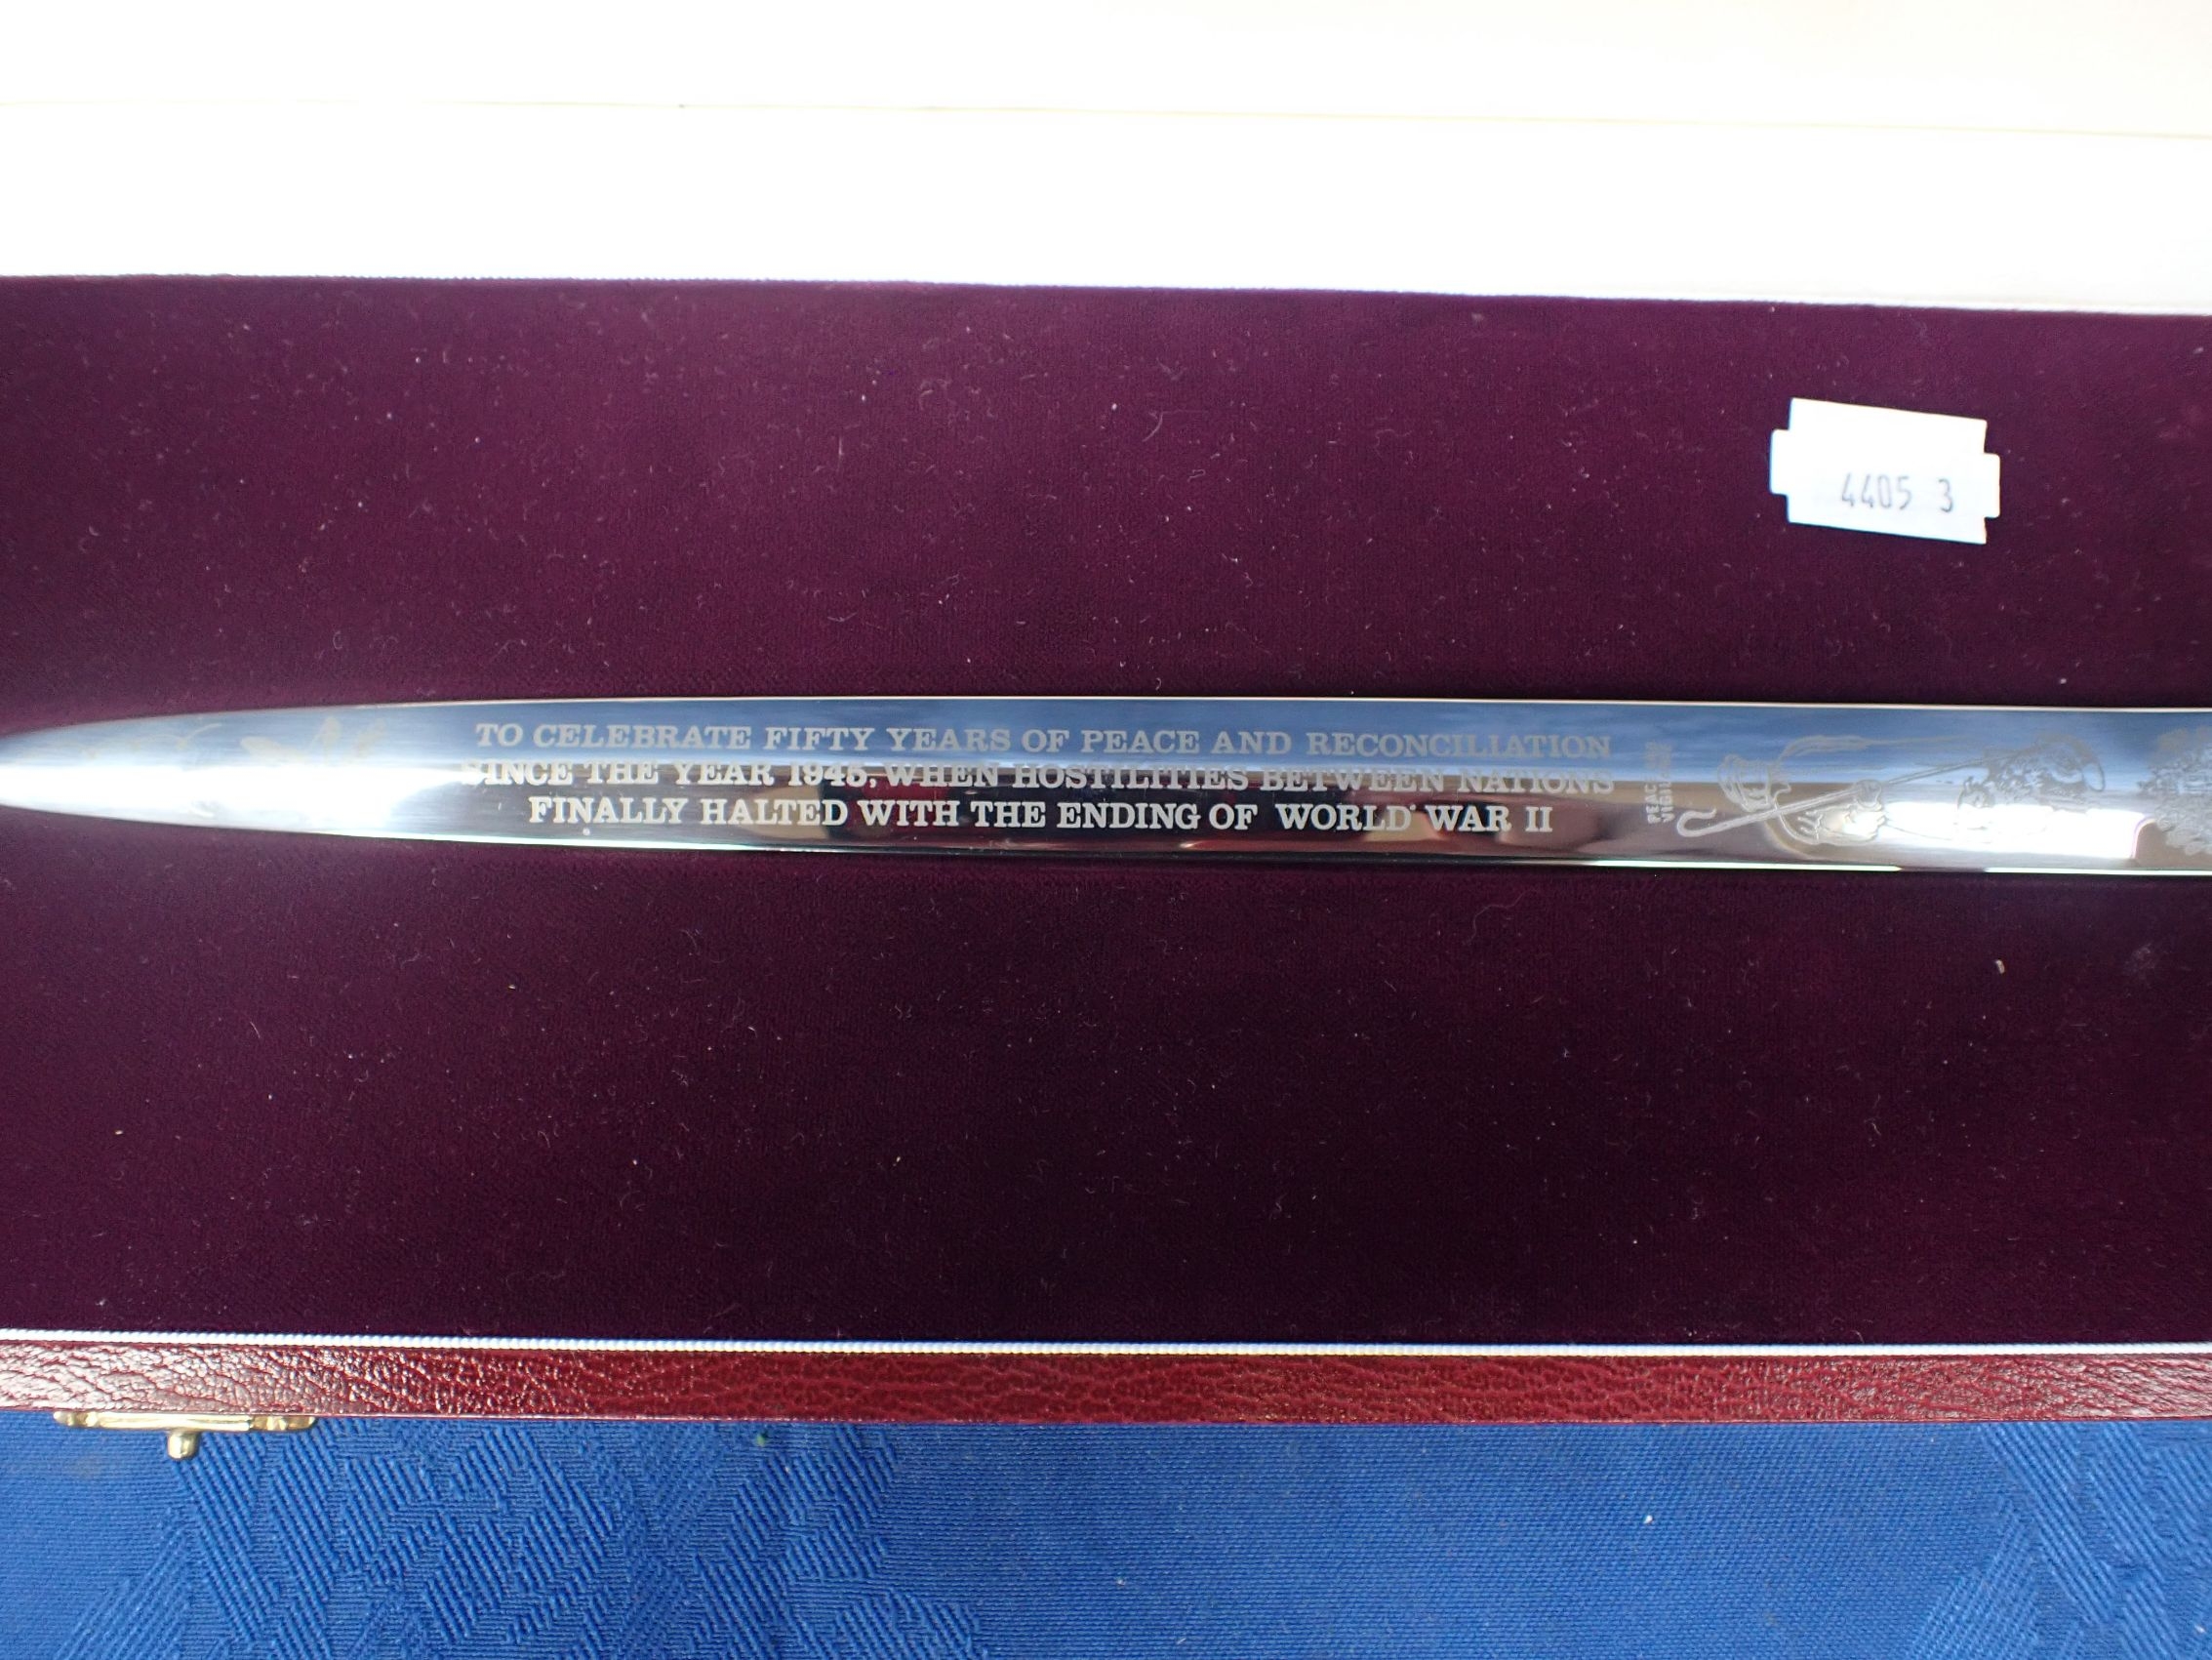 4405 3
TO CELEBRATE FIFTY YEARS OF PEACE AND RECONCILIATION
SINCE THE YEAR 1945, WHEN HOSTILITIES BETWEEN NATIONS
FINALLY HALTED WITH THE ENDING OF WORLD WAR II